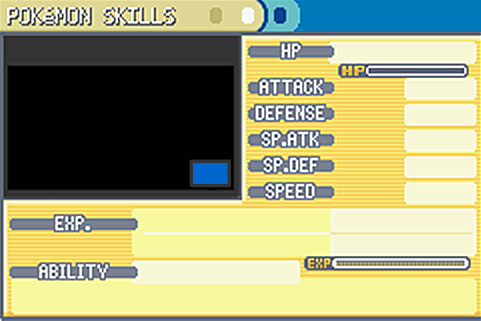 POKéMON SKILLS
HP
HP
ATTACK
DEFENSE
SP.ATK
SP.DEF
SPEED
EXP.
EXP
ABILITY